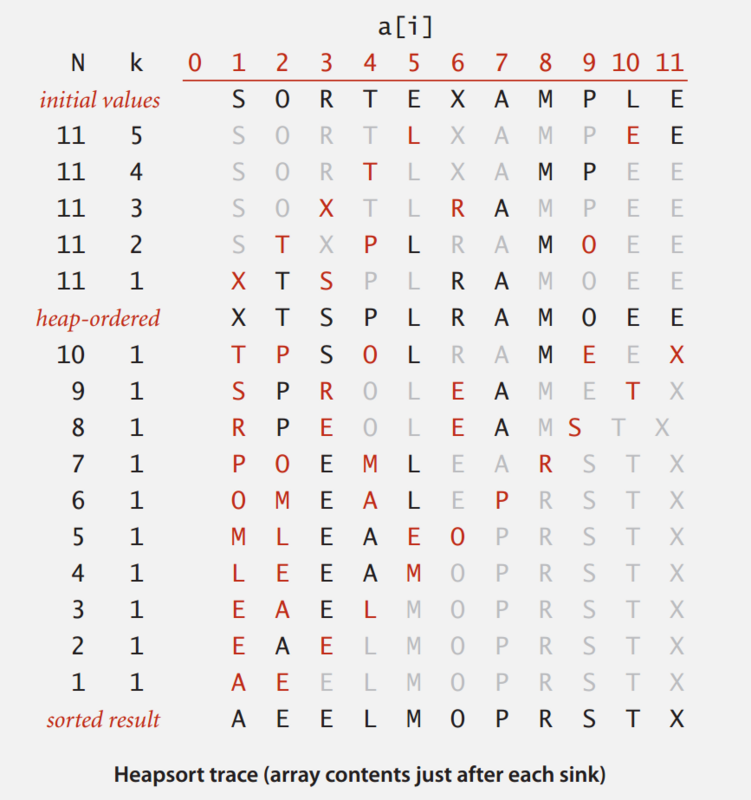 a[i]
N k 0 1 2 3 4 5 6 7 8 9 10 11
initial values S O R T E X A M P L E
11 5 S O R T L X A M P E E
11 4 S O R T L X A M P E E
11 3 S O X T L R A M P E E
11 2 S T X P L R A M O E E
11 1 X T S P L R A M O E E
heap-ordered X T S P L R A M O E E
10 1 T P S O L R A M E E X
9 1 S P R O L E A M E T X
8 1 R P E O L E A M S T X
7 1 P O E M L E A R S T X
6 1 O M E A L E P R S T X
5 1 M L E A E O P R S T X
4 1 L E E A M O P R S T X
3 1 E A E L M O P R S T X
2 1 E A E L M O P R S T X
1 1 A E E L M O P R S T X
sorted result A E E L M O P R S T X
Heapsort trace (array contents just after each sink)